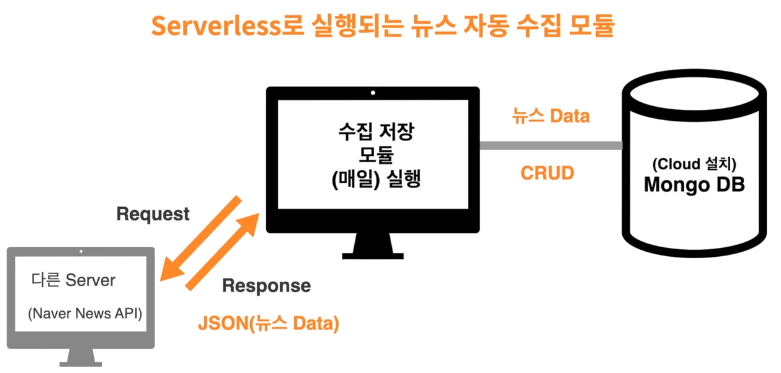 Serverless로 실행되는 뉴스 자동 수집 모듈
수집 저장
모듈
(매일) 실행
뉴스 Data
CRUD
(Cloud 설치)
Mongo DB
Request
Response
JSON(뉴스 Data)
다른 Server
(Naver News API)